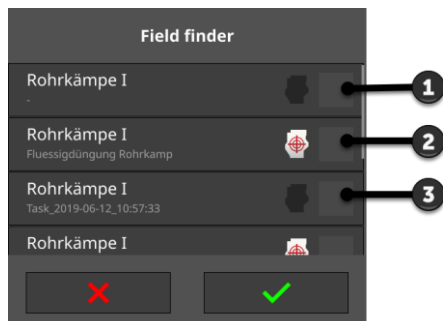 Field finder
Rohrkämpe I
-
1
Rohrkämpe I
Fluessigdüngung Rohrkamp
2
Rohrkämpe I
Task_2019-06-12_10:57:33
3
Rohrkämpe I